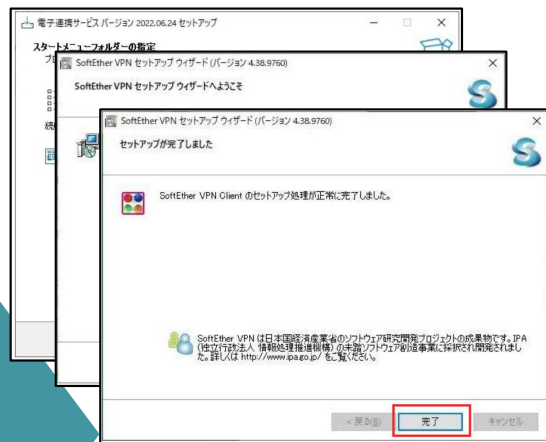 電子連携サービス バージョン 2022.06.24 セットアップ
スタートメニューフォルダーの指定
プロ
続
SoftEther VPN セットアップ ウィザード (バージョン 4.38.9760)
SoftEther VPN セットアップ ウィザードへようこそ
SoftEther VPN セットアップ ウィザード (バージョン 4.38.9760)
セットアップが完了しました
SoftEther VPN Client のセットアップ処理が正常に完了しました。
SoftEther VPN は日本国経済産業省のソフトウェア研究開発プロジェクトの成果物です。IPA
(独立行政法人 情報処理推進機構) の未踏ソフトウェア創造事業に採択され開発されまし
た。詳しくは http://www.ipa.go.jp/ をご覧ください。
< 戻る(B) 完了 キャンセル